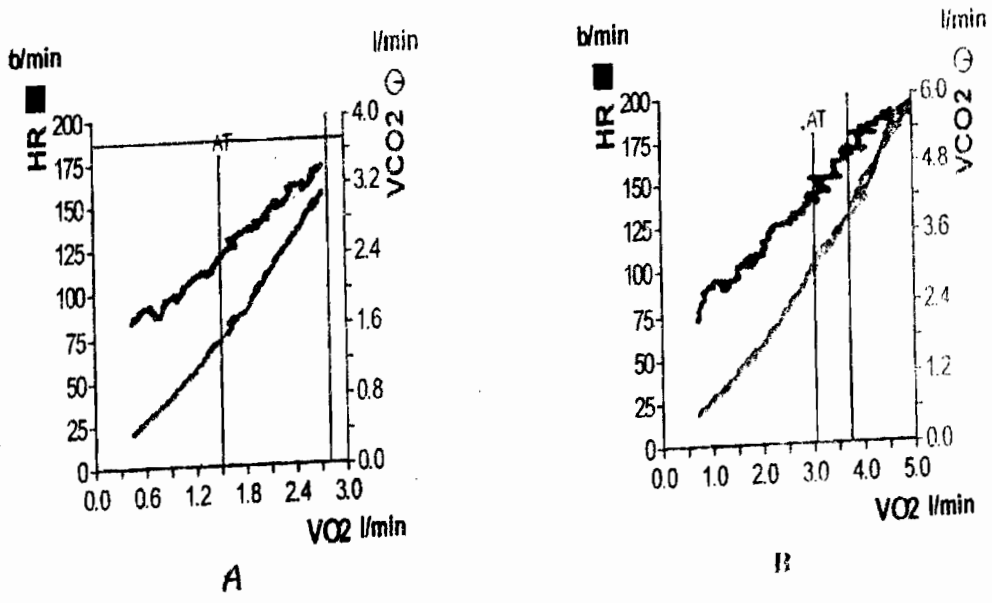 b/min
l/min
HR
VCO2
200
175
150
125
100
75
50
25
0
4.0
3.2
2.4
1.6
0.8
0.0
AT
0.0 0.6 1.2 1.8 2.4 3.0
VO2 l/min
A
b/min
l/min
HR
VCO2
200
175
150
125
100
75
50
25
0
6.0
4.8
3.6
2.4
1.2
0.0
AT
0.0 1.0 2.0 3.0 4.0 5.0
VO2 l/min
B